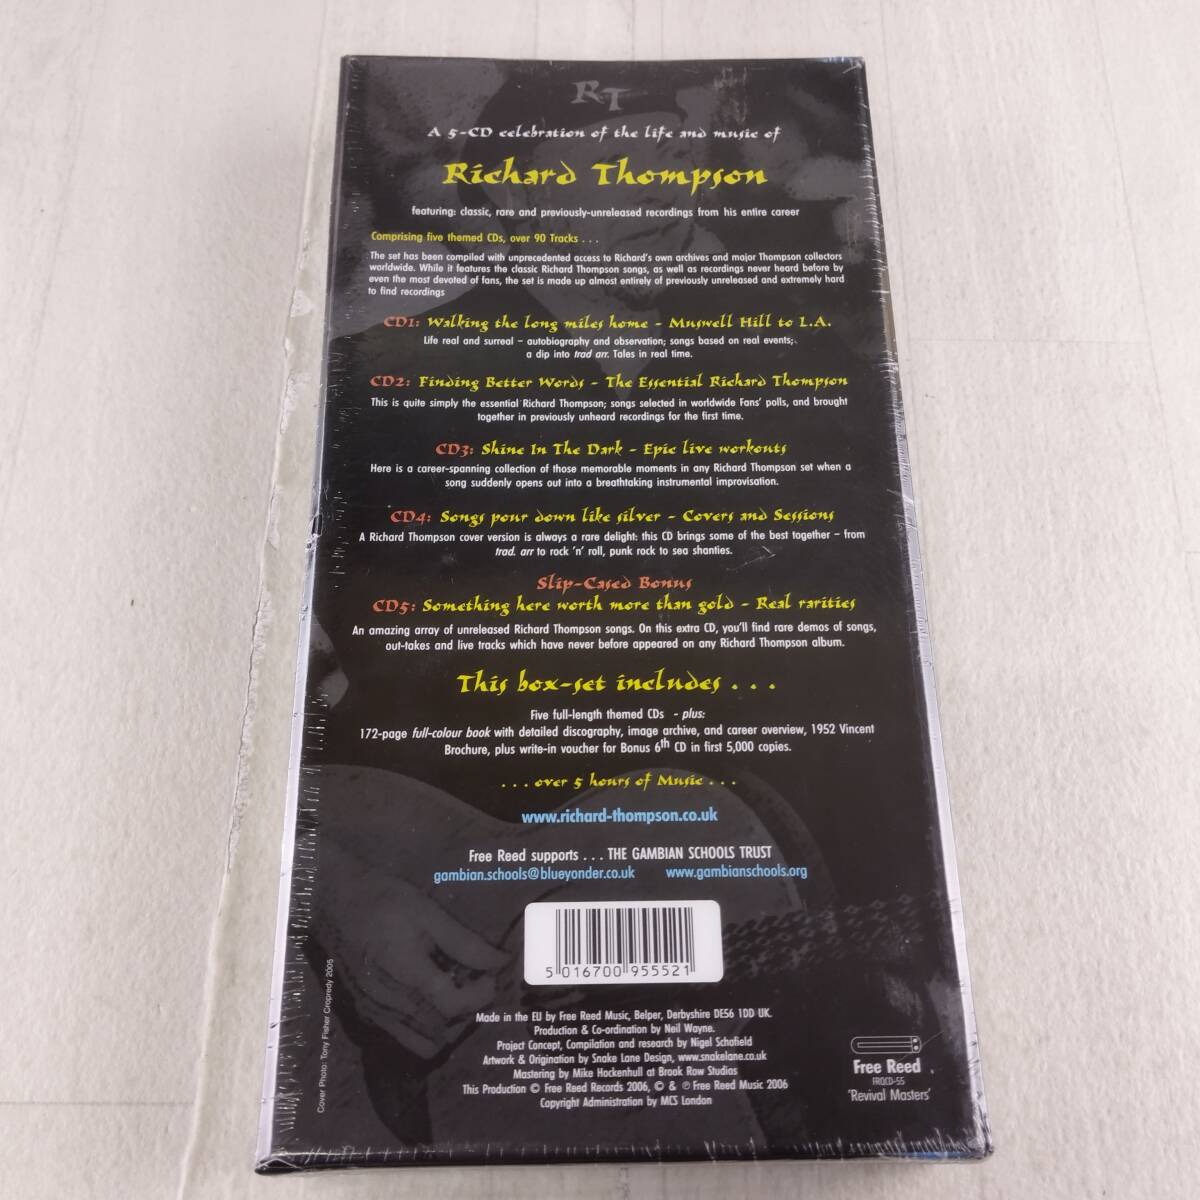 RT
A 5-CD celebration of the life and music of
Richard Thompson
featuring: classic, rare and previously-unreleased recordings from his entire career
Comprising five themed CDs, over 90 Tracks . . .
The set has been compiled with unprecedented access to Richard's own archives and major Thompson collectors
worldwide. While it features the classic Richard Thompson songs, as well as recordings never heard before by
even the most devoted of fans, the set is made up almost entirely of previously unreleased and extremely hard
to find recordings
CD1: Walking the long miles home - Muswell Hill to L.A.
Life real and surreal – autobiography and observation; songs based on real events;
a dip into trad arr. Tales in real time.
CD2: Finding Better Words - The Essential Richard Thompson
This is quite simply the essential Richard Thompson; songs selected in worldwide Fans' polls, and brought
together in previously unheard recordings for the first time.
CD3: Shine In The Dark - Epic live workouts
Here is a career-spanning collection of those memorable moments in any Richard Thompson set when a
song suddenly opens out into a breathtaking instrumental improvisation.
CD4: Songs pour down like silver - Covers and Sessions
A Richard Thompson cover version is always a rare delight: this CD brings some of the best together – from
trad. arr to rock 'n' roll, punk rock to sea shanties.
Slip-Cased Bonus
CD5: Something here worth more than gold - Real rarities
An amazing array of unreleased Richard Thompson songs. On this extra CD, you'll find rare demos of songs,
out-takes and live tracks which have never before appeared on any Richard Thompson album.
This box-set includes . . .
Five full-length themed CDs - plus:
172-page full-colour book with detailed discography, image archive, and career overview, 1952 Vincent
Brochure, plus write-in voucher for Bonus 6th CD in first 5,000 copies.
. . . over 5 hours of Music . . .
www.richard-thompson.co.uk
Free Reed supports . . . THE GAMBIAN SCHOOLS TRUST
gambian.schools@blueyonder.co.uk www.gambianschools.org
5 016700 955521
Made in the EU by Free Reed Music, Belper, Derbyshire DE56 1DD UK.
Production & Co-ordination by Neil Wayne.
Project Concept, Compilation and research by Nigel Schofield
Artwork & Origination by Snake Lane Design, www.snakelane.co.uk
Mastering by Mike Hockenhull at Brook Row Studios
This Production © Free Reed Records 2006, © & ℗ Free Reed Music 2006
Copyright Administration by MCS London
Free Reed
FRQCD-55
'Revival Masters'
Cover Photo: Tony Fisher Cropredy 2005